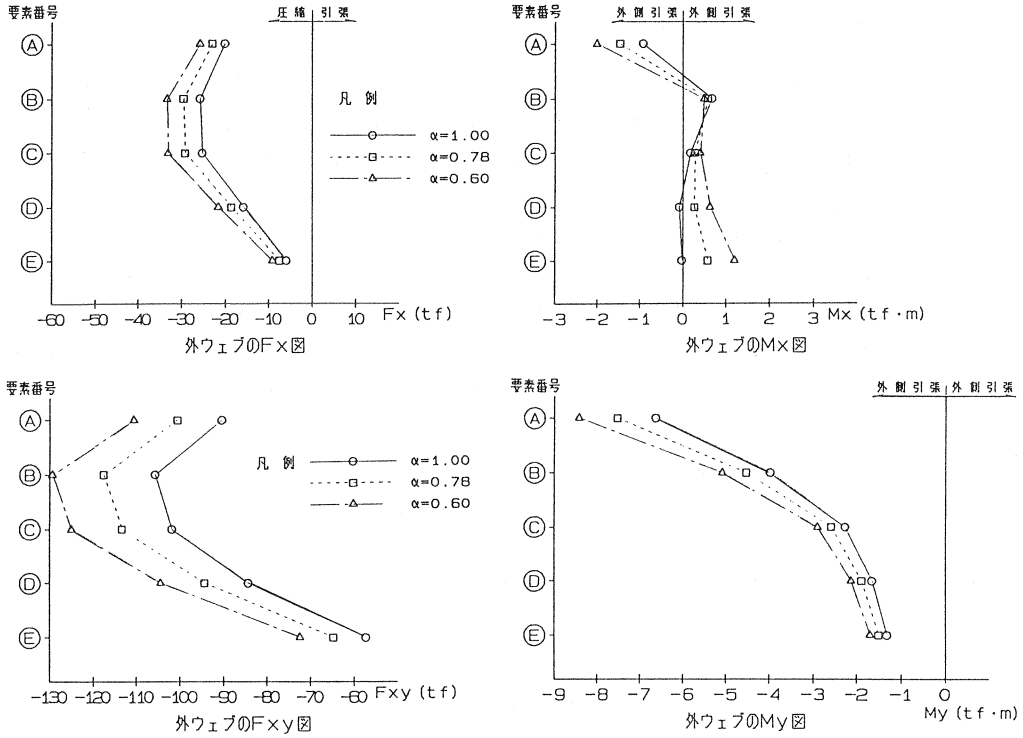 要素番号
圧縮 引張
Ⓐ
Ⓑ
Ⓒ
Ⓓ
Ⓔ
凡 例
α=1.00
α=0.78
α=0.60
-60 -50 -40 -30 -20 -10 0 10 Fx (tf)
外ウェブのFx図
要素番号
外側引張 外側引張
Ⓐ
Ⓑ
Ⓒ
Ⓓ
Ⓔ
-3 -2 -1 0 1 2 3 Mx (tf・m)
外ウェブのMx図
要素番号
Ⓐ
Ⓑ
Ⓒ
Ⓓ
Ⓔ
凡 例 α=1.00
α=0.78
α=0.60
-130 -120 -110 -100 -90 -80 -70 -60 Fxy (tf)
外ウェブのFxy図
要素番号
外側引張 外側引張
Ⓐ
Ⓑ
Ⓒ
Ⓓ
Ⓔ
-9 -8 -7 -6 -5 -4 -3 -2 -1 0
My (tf・m)
外ウェブのMy図